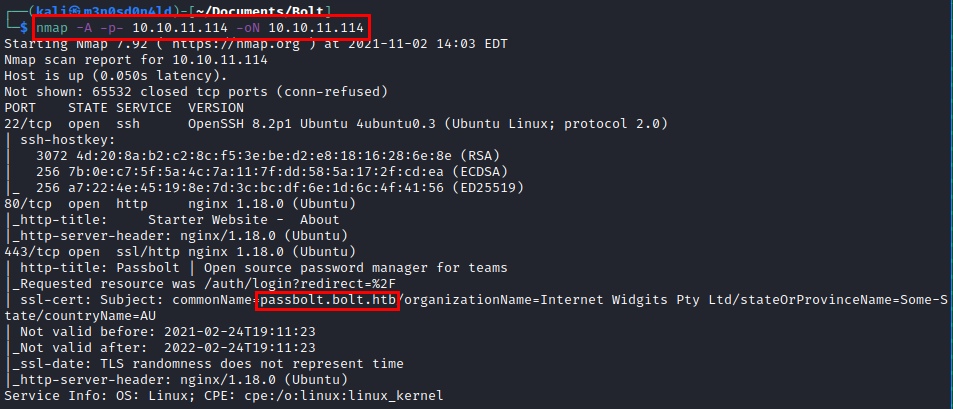 ┌──(kali㉿m3n0sd0n4ld)-[~/Documents/Bolt]
└─$ nmap -A -p- 10.10.11.114 -oN 10.10.11.114
Starting Nmap 7.92 ( https://nmap.org ) at 2021-11-02 14:03 EDT
Nmap scan report for 10.10.11.114
Host is up (0.050s latency).
Not shown: 65532 closed tcp ports (conn-refused)
PORT    STATE SERVICE  VERSION
22/tcp  open  ssh      OpenSSH 8.2p1 Ubuntu 4ubuntu0.3 (Ubuntu Linux; protocol 2.0)
| ssh-hostkey:
|   3072 4d:20:8a:b2:c2:8c:f5:3e:be:d2:e8:18:16:28:6e:8e (RSA)
|   256 7b:0e:c7:5f:5a:4c:7a:11:7f:dd:58:5a:17:2f:cd:ea (ECDSA)
|_  256 a7:22:4e:45:19:8e:7d:3c:bc:df:6e:1d:6c:4f:41:56 (ED25519)
80/tcp  open  http     nginx 1.18.0 (Ubuntu)
|_http-title:     Starter Website -  About
|_http-server-header: nginx/1.18.0 (Ubuntu)
443/tcp open  ssl/http nginx 1.18.0 (Ubuntu)
| http-title: Passbolt | Open source password manager for teams
|_Requested resource was /auth/login?redirect=%2F
| ssl-cert: Subject: commonName=passbolt.bolt.htb/organizationName=Internet Widgits Pty Ltd/stateOrProvinceName=Some-S
tate/countryName=AU
| Not valid before: 2021-02-24T19:11:23
|_Not valid after:  2022-02-24T19:11:23
|_ssl-date: TLS randomness does not represent time
|_http-server-header: nginx/1.18.0 (Ubuntu)
Service Info: OS: Linux; CPE: cpe:/o:linux:linux_kernel